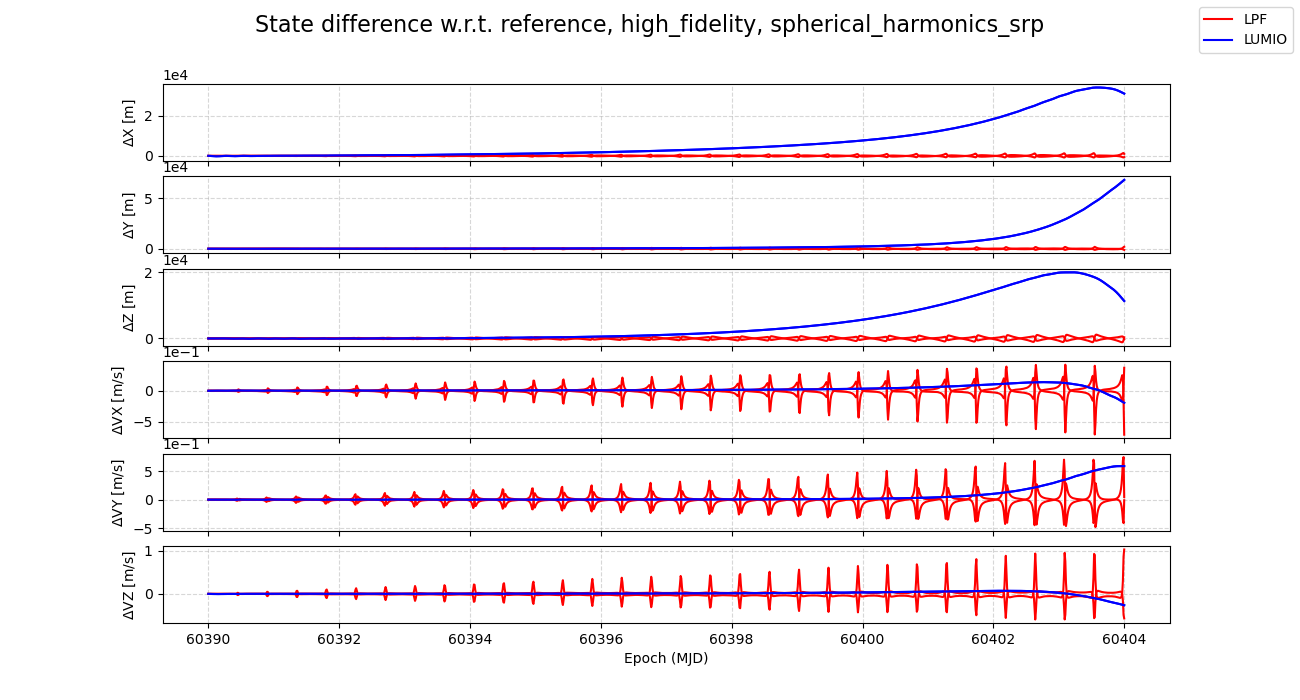 State difference w.r.t. reference, high_fidelity, spherical_harmonics_srp
LPF
LUMIO
1e4
ΔX [m]
2
0
1e4
ΔY [m]
5
0
1e4
ΔZ [m]
2
0
1e−1
ΔVX [m/s]
0
−5
1e−1
ΔVY [m/s]
5
0
−5
ΔVZ [m/s]
1
0
60390 60392 60394 60396 60398 60400 60402 60404
Epoch (MJD)